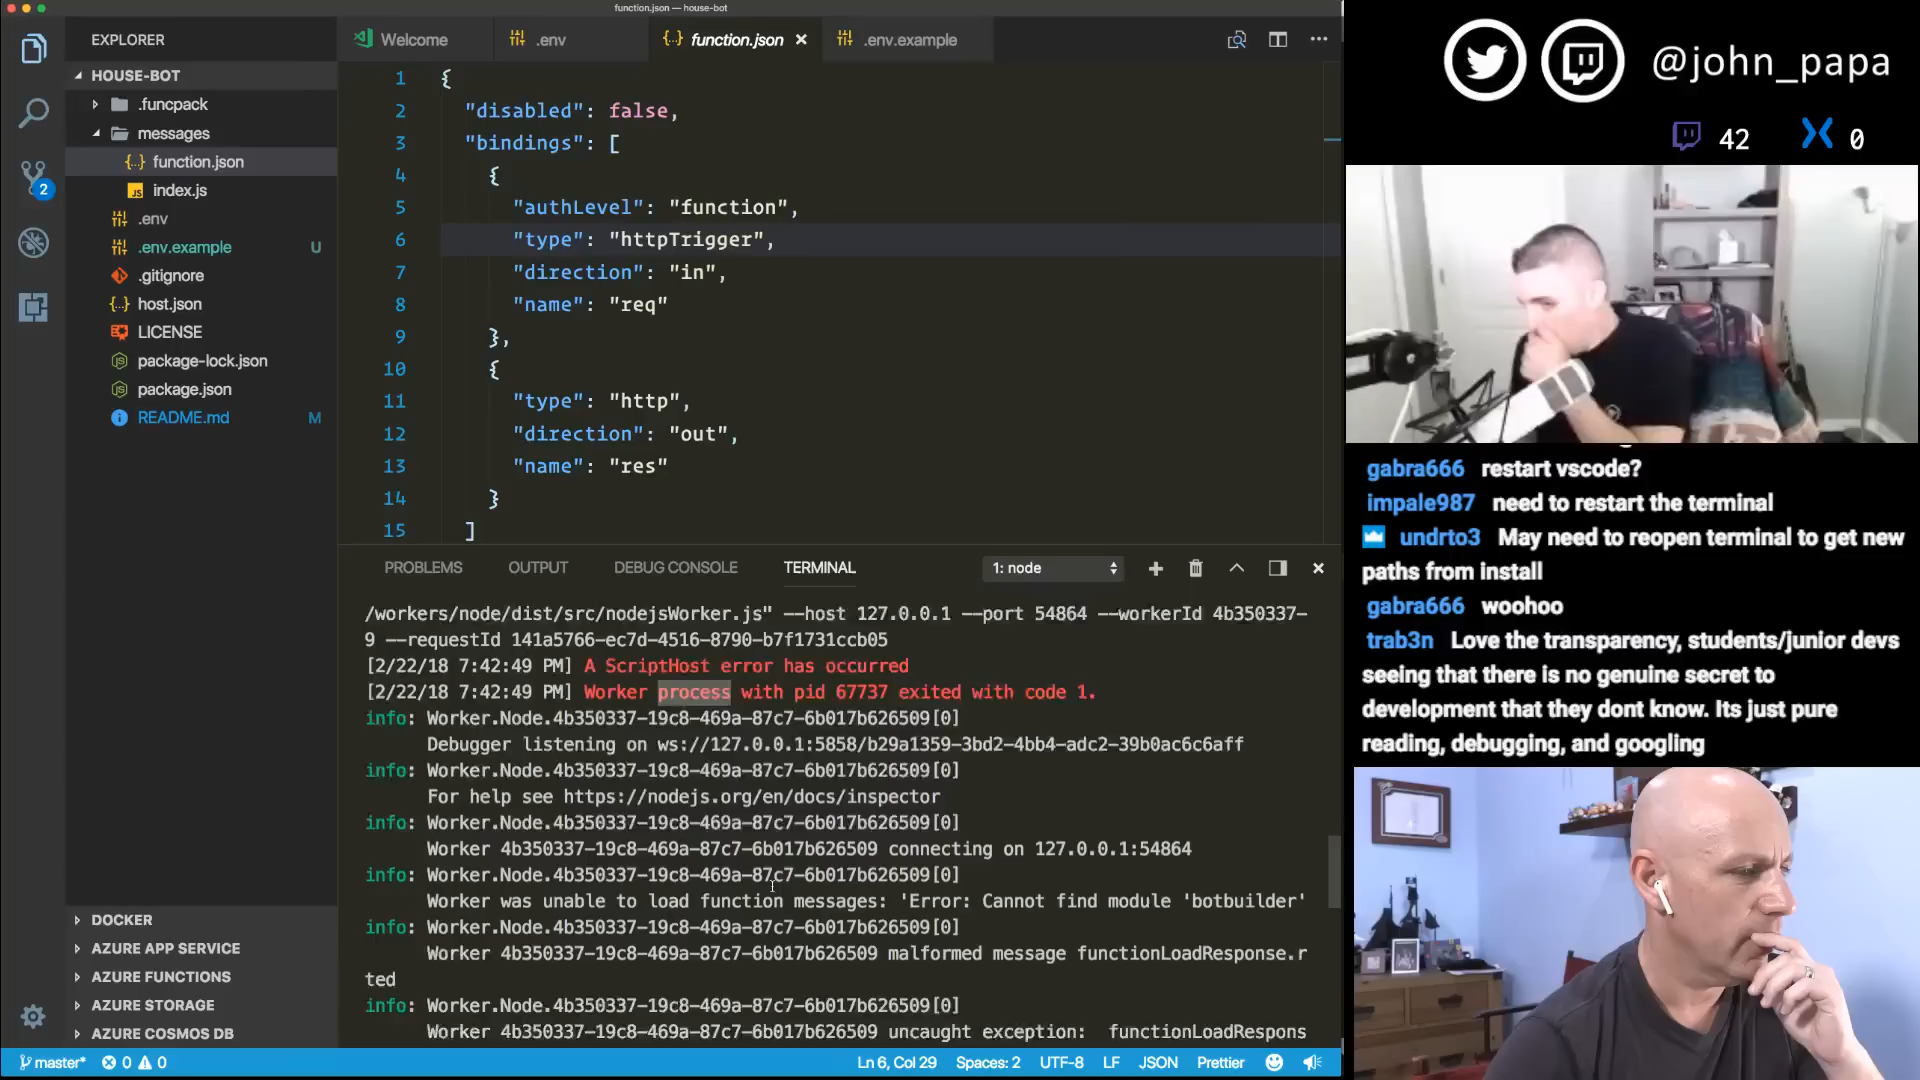 function.json — house-bot
EXPLORER
HOUSE-BOT
.funcpack
messages
{..} function.json
JS index.js
.env
.env.example U
.gitignore
{..} host.json
LICENSE
package-lock.json
package.json
README.md M
DOCKER
AZURE APP SERVICE
AZURE FUNCTIONS
AZURE STORAGE
AZURE COSMOS DB
2
Welcome
.env
{..} function.json
.env.example
1 {
2 "disabled": false,
3 "bindings": [
4 {
5 "authLevel": "function",
6 "type": "httpTrigger",
7 "direction": "in",
8 "name": "req"
9 },
10 {
11 "type": "http",
12 "direction": "out",
13 "name": "res"
14 }
15 ]
PROBLEMS OUTPUT DEBUG CONSOLE TERMINAL 1: node
/workers/node/dist/src/nodejsWorker.js" --host 127.0.0.1 --port 54864 --workerId 4b350337-
9 --requestId 141a5766-ec7d-4516-8790-b7f1731ccb05
[2/22/18 7:42:49 PM] A ScriptHost error has occurred
[2/22/18 7:42:49 PM] Worker process with pid 67737 exited with code 1.
info: Worker.Node.4b350337-19c8-469a-87c7-6b017b626509[0]
Debugger listening on ws://127.0.0.1:5858/b29a1359-3bd2-4bb4-adc2-39b0ac6c6aff
info: Worker.Node.4b350337-19c8-469a-87c7-6b017b626509[0]
For help see https://nodejs.org/en/docs/inspector
info: Worker.Node.4b350337-19c8-469a-87c7-6b017b626509[0]
Worker 4b350337-19c8-469a-87c7-6b017b626509 connecting on 127.0.0.1:54864
info: Worker.Node.4b350337-19c8-469a-87c7-6b017b626509[0]
Worker was unable to load function messages: 'Error: Cannot find module 'botbuilder'
info: Worker.Node.4b350337-19c8-469a-87c7-6b017b626509[0]
Worker 4b350337-19c8-469a-87c7-6b017b626509 malformed message functionLoadResponse.r
ted
info: Worker.Node.4b350337-19c8-469a-87c7-6b017b626509[0]
Worker 4b350337-19c8-469a-87c7-6b017b626509 uncaught exception: functionLoadRespons
master* 0 0 Ln 6, Col 29 Spaces: 2 UTF-8 LF JSON Prettier
@john_papa
42 0
gabra666 restart vscode?
impale987 need to restart the terminal
undrto3 May need to reopen terminal to get new
paths from install
gabra666 woohoo
trab3n Love the transparency, students/junior devs
seeing that there is no genuine secret to
development that they dont know. Its just pure
reading, debugging, and googling